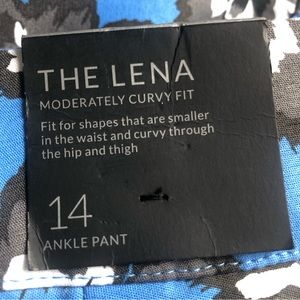 THE LENA
MODERATELY CURVY FIT
Fit for shapes that are smaller
in the waist and curvy through
the hip and thigh
14
ANKLE PANT